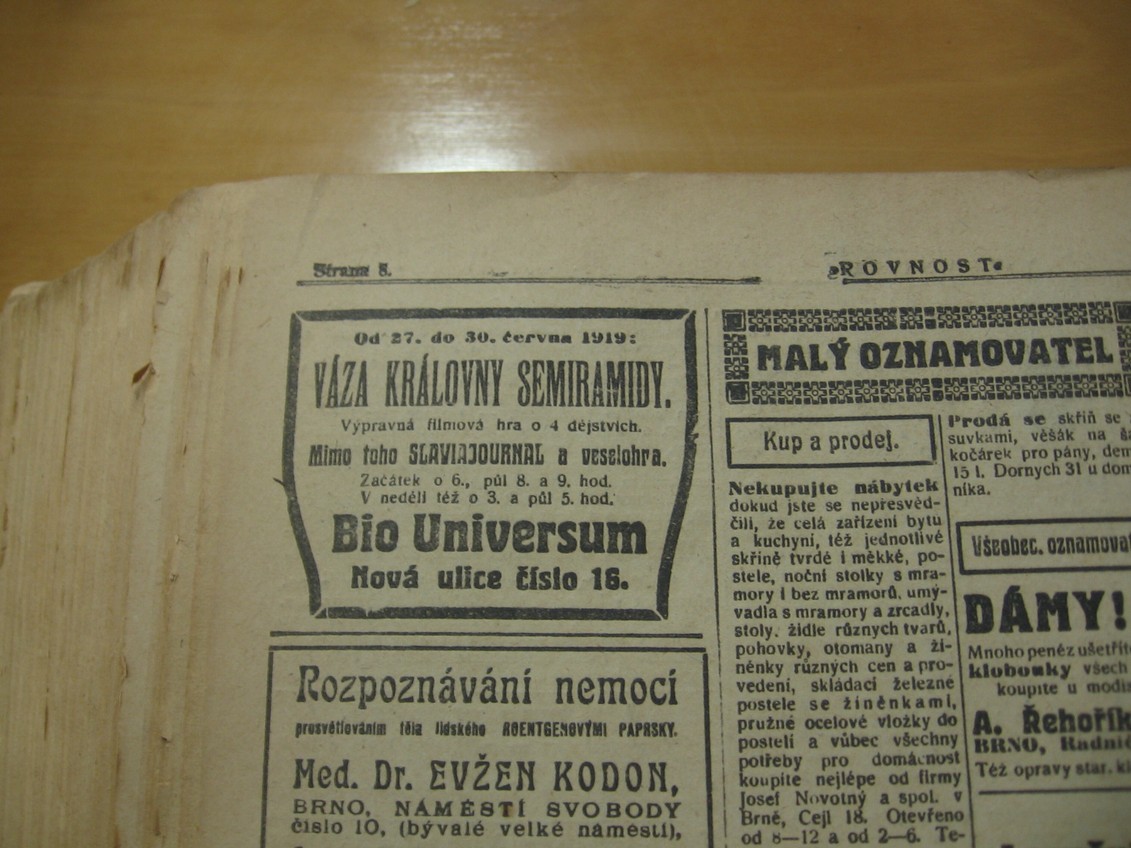 Strana 8.
»ROVNOST«
Od 27. do 30. června 1919:
VÁZA KRÁLOVNY SEMIRAMIDY.
Výpravná filmová hra o 4 dějstvích.
Mimo toho SLAVIAJOURNAL a veselohra.
Začátek o 6., půl 8. a 9. hod.
V neděli též o 3. a půl 5. hod.
Bio Universum
Nová ulice číslo 16.
Rozpoznávání nemocí
prosvětlováním těla lidského ROENTGENOVÝMI PAPRSKY.
Med. Dr. EVŽEN KODON,
BRNO, NÁMĚSTÍ SVOBODY
číslo 10, (bývalé velké náměstí),
MALÝ OZNAMOVATEL
Kup a prodej.
Nekupujte nábytek
dokud jste se nepřesvěd-
čili, že celá zařízení bytu
a kuchyní, též jednotlivé
skříně tvrdé i měkké, po-
stele, noční stolky s mra-
mory i bez mramorů, umý-
vadla s mramory a zrcadly,
stoly, židle různých tvarů,
pohovky, otomany a ží-
něnky různých cen a pro-
vedení, skládací železné
postele se žíněnkami,
pružné ocelové vložky do
postelí a vůbec všechny
potřeby pro domácnost
koupíte nejlépe od firmy
Josef Novotný a spol. v
Brně, Cejl 18. Otevřeno
od 8—12 a od 2—6. Te-
Prodá se skříň se
suvkami, věšák na
kočárek pro pány,
15 l. Dornych 31 u
níka.
Všeobec. oznamovat
DÁMY!
Mnoho peněz ušetříte
klobouky všech
koupíte u
A. Řehořík
BRNO,
Též opravy star.